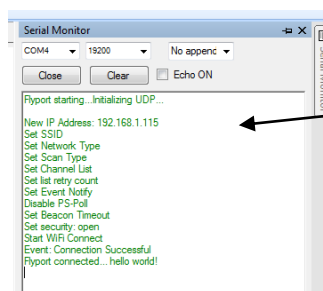 Serial Monitor
COM4 19200 No appenc
Close Clear Echo ON
Flyport starting...Initializing UDP...
New IP Address: 192.168.1.115
Set SSID
Set Network Type
Set Scan Type
Set Channel List
Set list retry count
Set Event Notify
Disable PS-Poll
Set Beacon Timeout
Set security: open
Start WiFi Connect
Event: Connection Successful
Flyport connected... hello world!
Serial Monitor